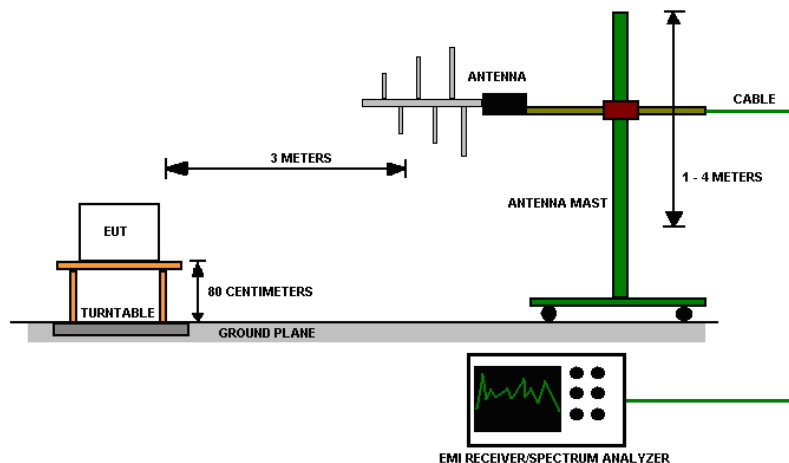 ANTENNA
CABLE
3 METERS
1 - 4 METERS
ANTENNA MAST
EUT
80 CENTIMETERS
TURNTABLE
GROUND PLANE
EMI RECEIVER/SPECTRUM ANALYZER